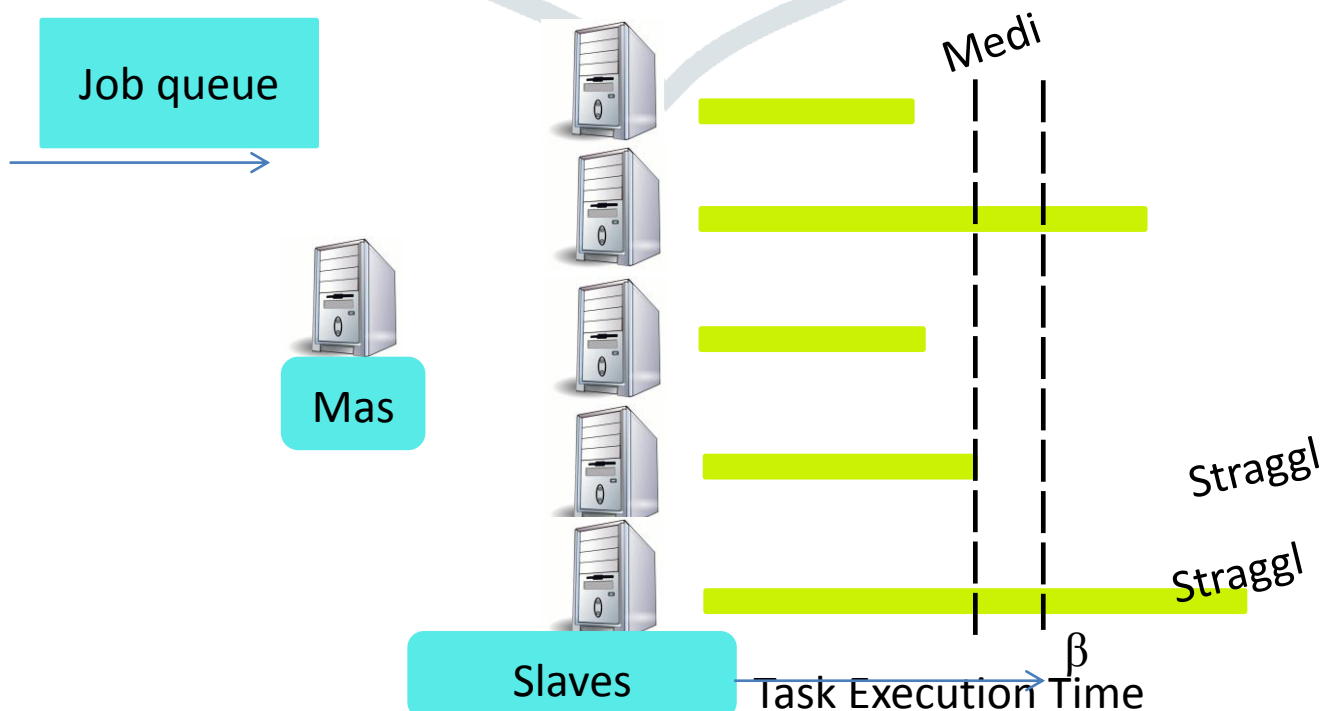 Job queue
Medi
Mas
Straggl
Straggl
β
Slaves
Task Execution Time